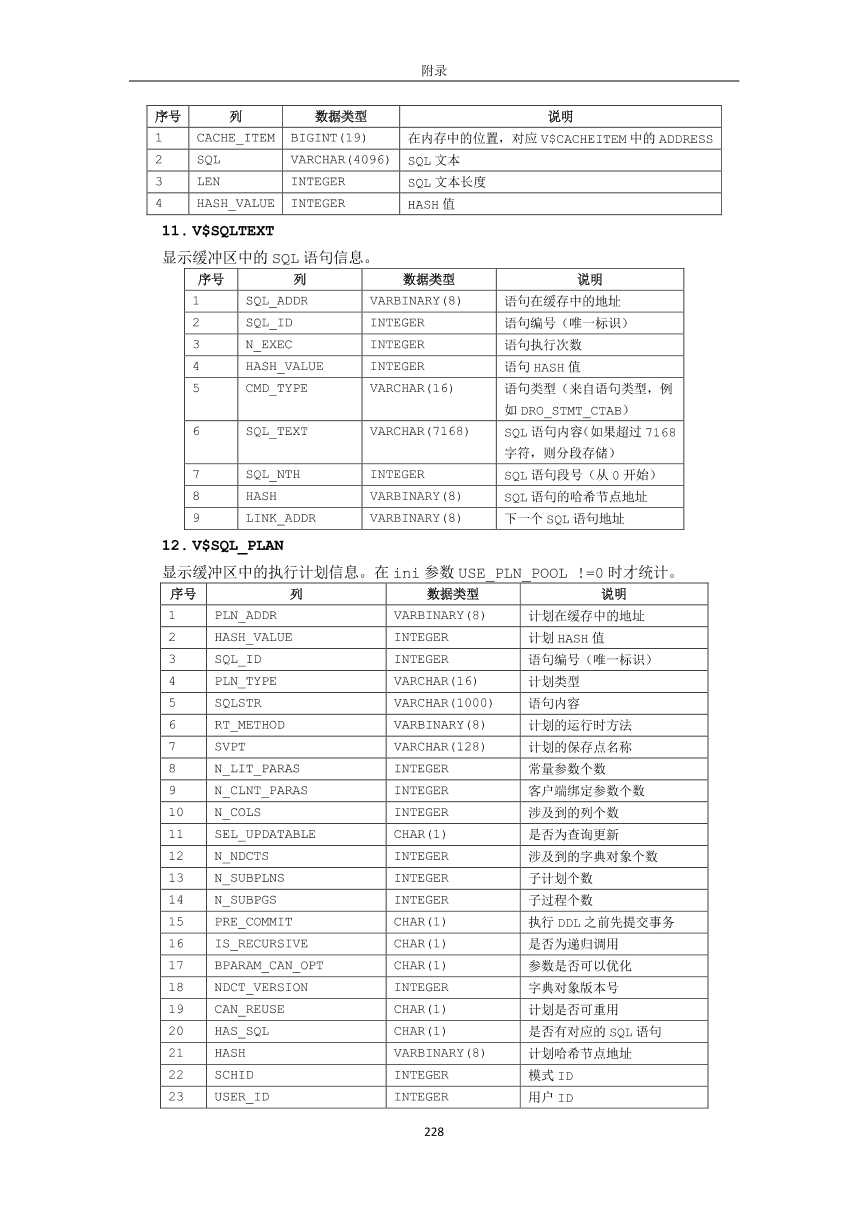 附录
序号 列 数据类型 说明
1 CACHE_ITEM BIGINT(19) 在内存中的位置，对应 V$CACHEITEM 中的 ADDRESS
2 SQL VARCHAR(4096) SQL 文本
3 LEN INTEGER SQL 文本长度
4 HASH_VALUE INTEGER HASH 值
11．V$SQLTEXT
显示缓冲区中的 SQL 语句信息。
序号 列 数据类型 说明
1 SQL_ADDR VARBINARY(8) 语句在缓存中的地址
2 SQL_ID INTEGER 语句编号（唯一标识）
3 N_EXEC INTEGER 语句执行次数
4 HASH_VALUE INTEGER 语句 HASH 值
5 CMD_TYPE VARCHAR(16) 语句类型（来自语句类型，例
如 DRO_STMT_CTAB）
6 SQL_TEXT VARCHAR(7168) SQL 语句内容（如果超过 7168
字符，则分段存储）
7 SQL_NTH INTEGER SQL 语句段号（从 0 开始）
8 HASH VARBINARY(8) SQL 语句的哈希节点地址
9 LINK_ADDR VARBINARY(8) 下一个 SQL 语句地址
12．V$SQL_PLAN
显示缓冲区中的执行计划信息。在 ini 参数 USE_PLN_POOL !=0 时才统计。
序号 列 数据类型 说明
1 PLN_ADDR VARBINARY(8) 计划在缓存中的地址
2 HASH_VALUE INTEGER 计划 HASH 值
3 SQL_ID INTEGER 语句编号（唯一标识）
4 PLN_TYPE VARCHAR(16) 计划类型
5 SQLSTR VARCHAR(1000) 语句内容
6 RT_METHOD VARBINARY(8) 计划的运行时方法
7 SVPT VARCHAR(128) 计划的保存点名称
8 N_LIT_PARAS INTEGER 常量参数个数
9 N_CLNT_PARAS INTEGER 客户端绑定参数个数
10 N_COLS INTEGER 涉及到的列个数
11 SEL_UPDATABLE CHAR(1) 是否为查询更新
12 N_NDCTS INTEGER 涉及到的字典对象个数
13 N_SUBPLNS INTEGER 子计划个数
14 N_SUBPGS INTEGER 子过程个数
15 PRE_COMMIT CHAR(1) 执行 DDL 之前先提交事务
16 IS_RECURSIVE CHAR(1) 是否为递归调用
17 BPARAM_CAN_OPT CHAR(1) 参数是否可以优化
18 NDCT_VERSION INTEGER 字典对象版本号
19 CAN_REUSE CHAR(1) 计划是否可重用
20 HAS_SQL CHAR(1) 是否有对应的 SQL 语句
21 HASH VARBINARY(8) 计划哈希节点地址
22 SCHID INTEGER 模式 ID
23 USER_ID INTEGER 用户 ID
228